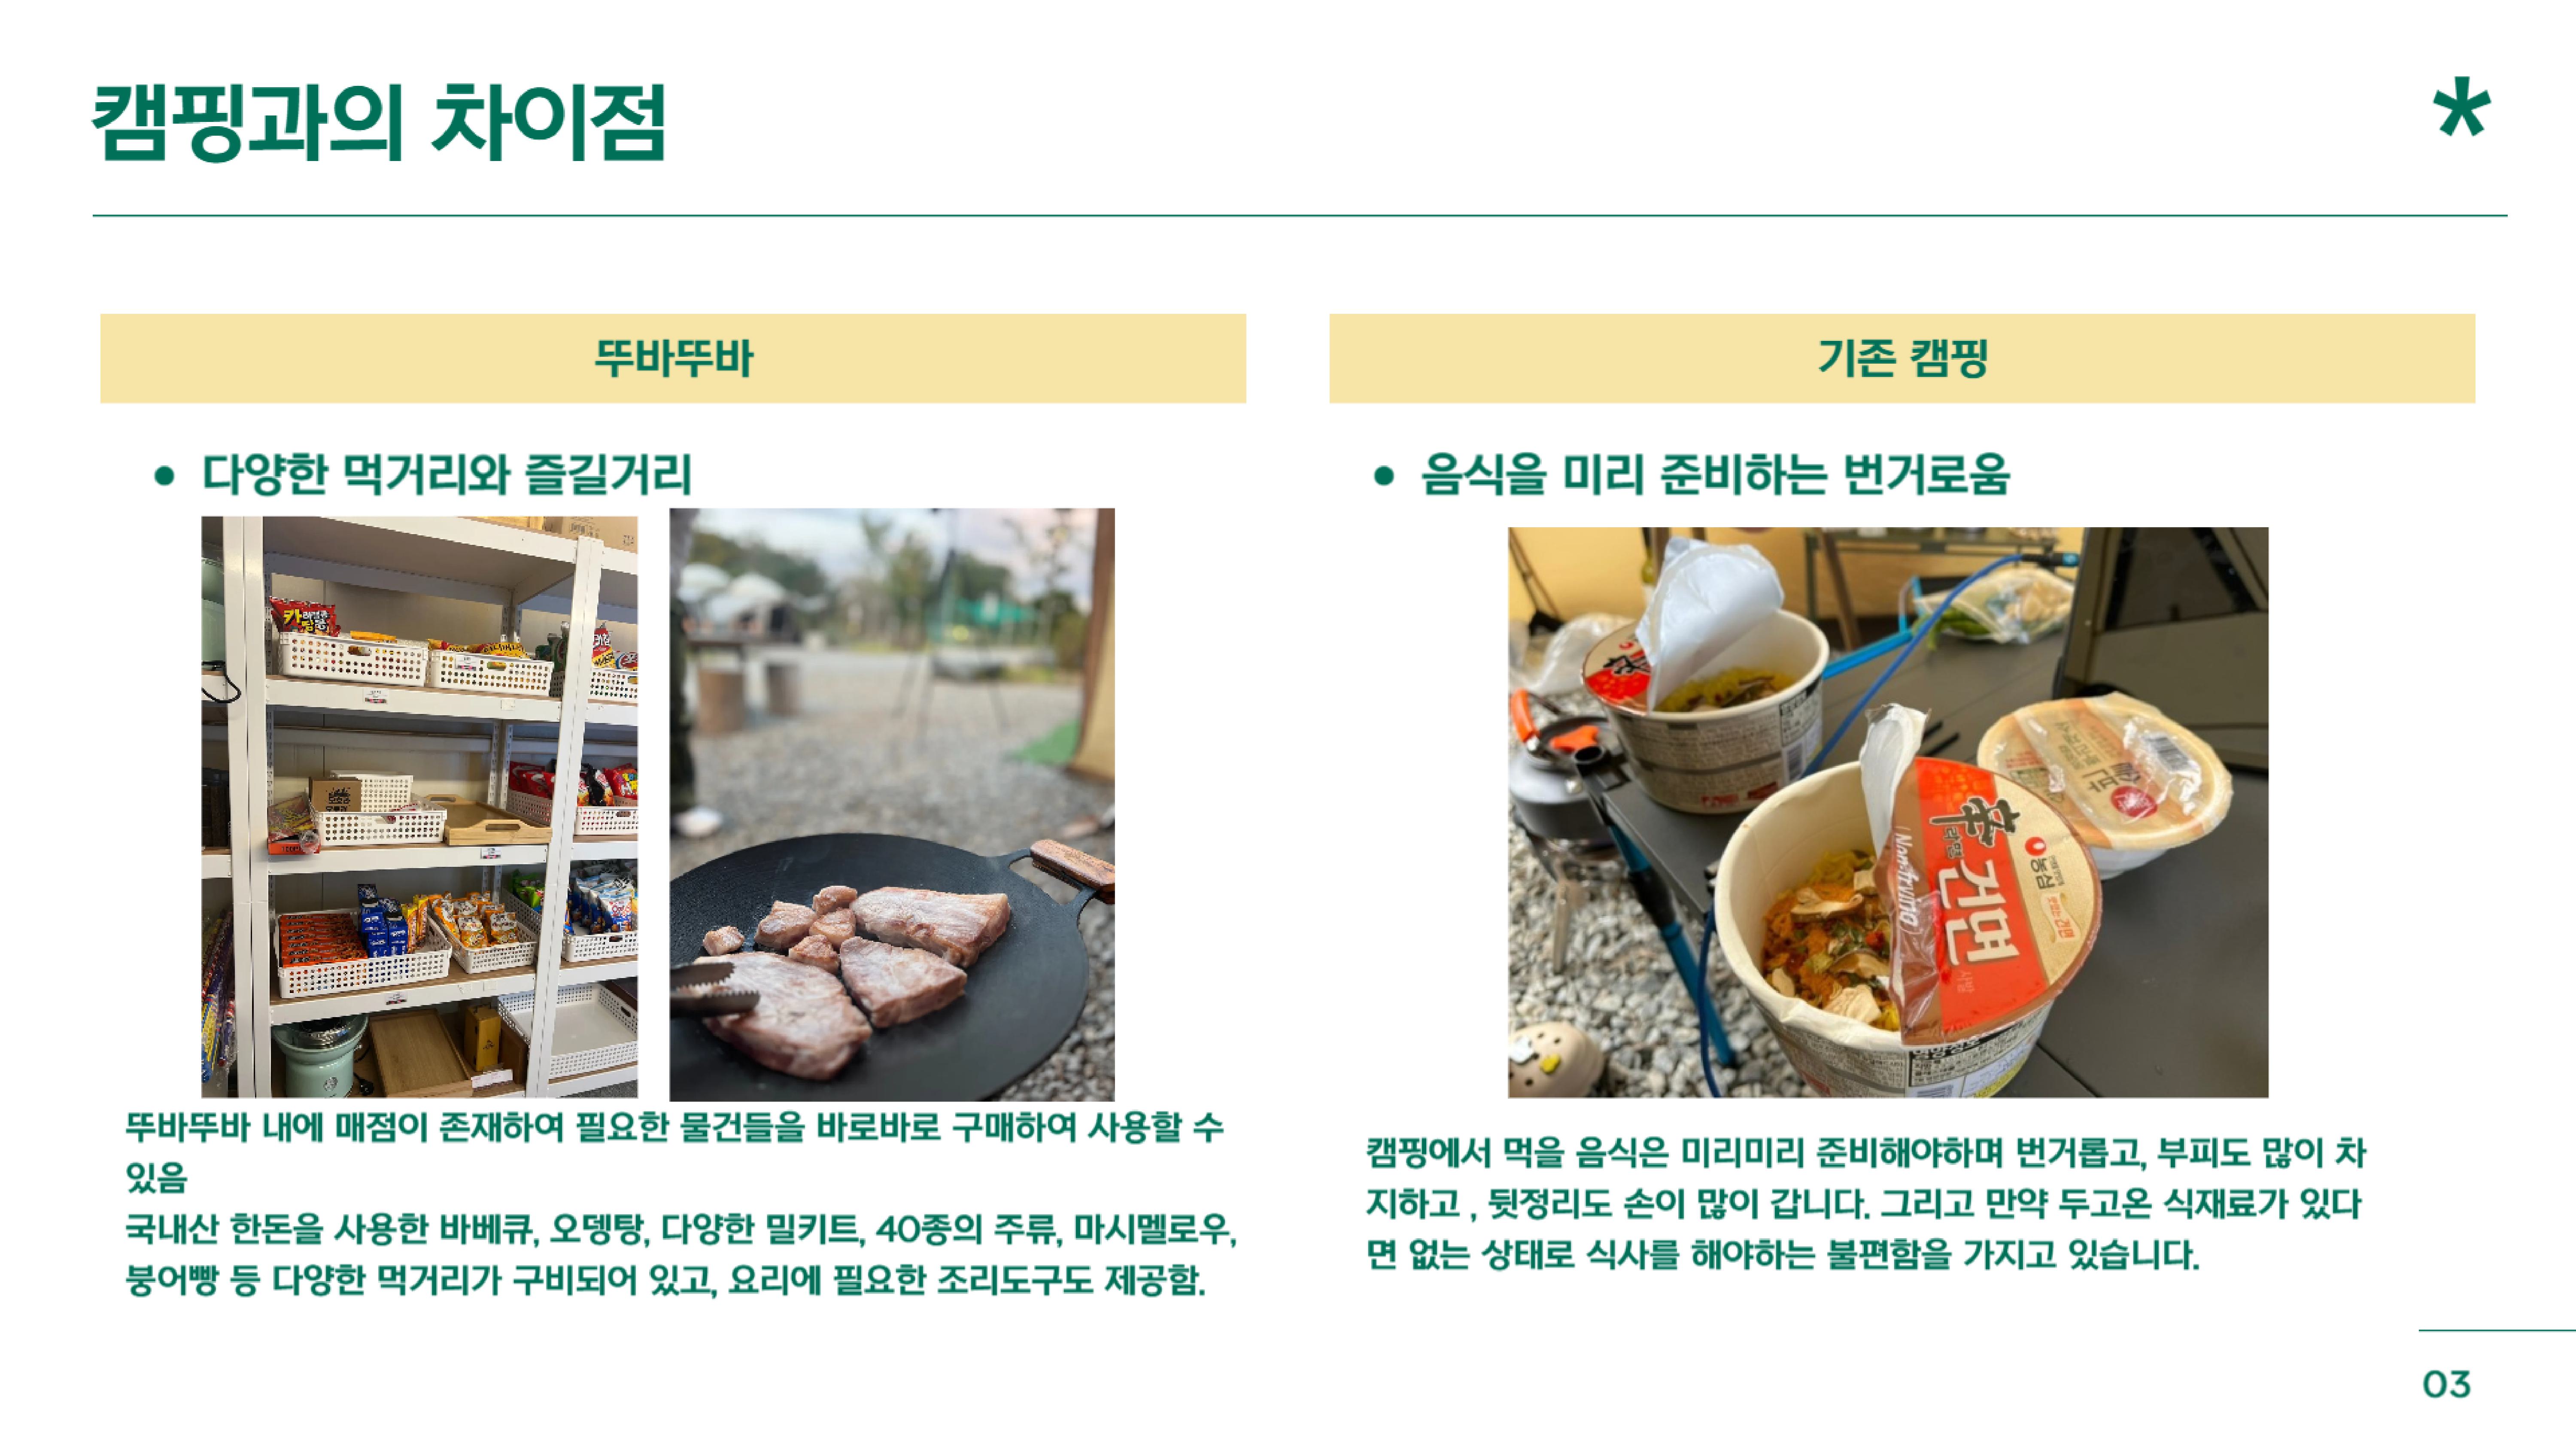 캠핑과의 차이점
*
뚜바뚜바
다양한 먹거리와 즐길거리
뚜바뚜바 내에 매점이 존재하여 필요한 물건들을 바로바로 구매하여 사용할 수
있음
국내산 한돈을 사용한 바베큐, 오뎅탕, 다양한 밀키트, 40종의 주류, 마시멜로우,
붕어빵 등 다양한 먹거리가 구비되어 있고, 요리에 필요한 조리도구도 제공함.
기존 캠핑
음식을 미리 준비하는 번거로움
辛
라면
건면
농심
Non-frying
캠핑에서 먹을 음식은 미리미리 준비해야하며 번거롭고, 부피도 많이 차
지하고 , 뒷정리도 손이 많이 갑니다. 그리고 만약 두고온 식재료가 있다
면 없는 상태로 식사를 해야하는 불편함을 가지고 있습니다.
03